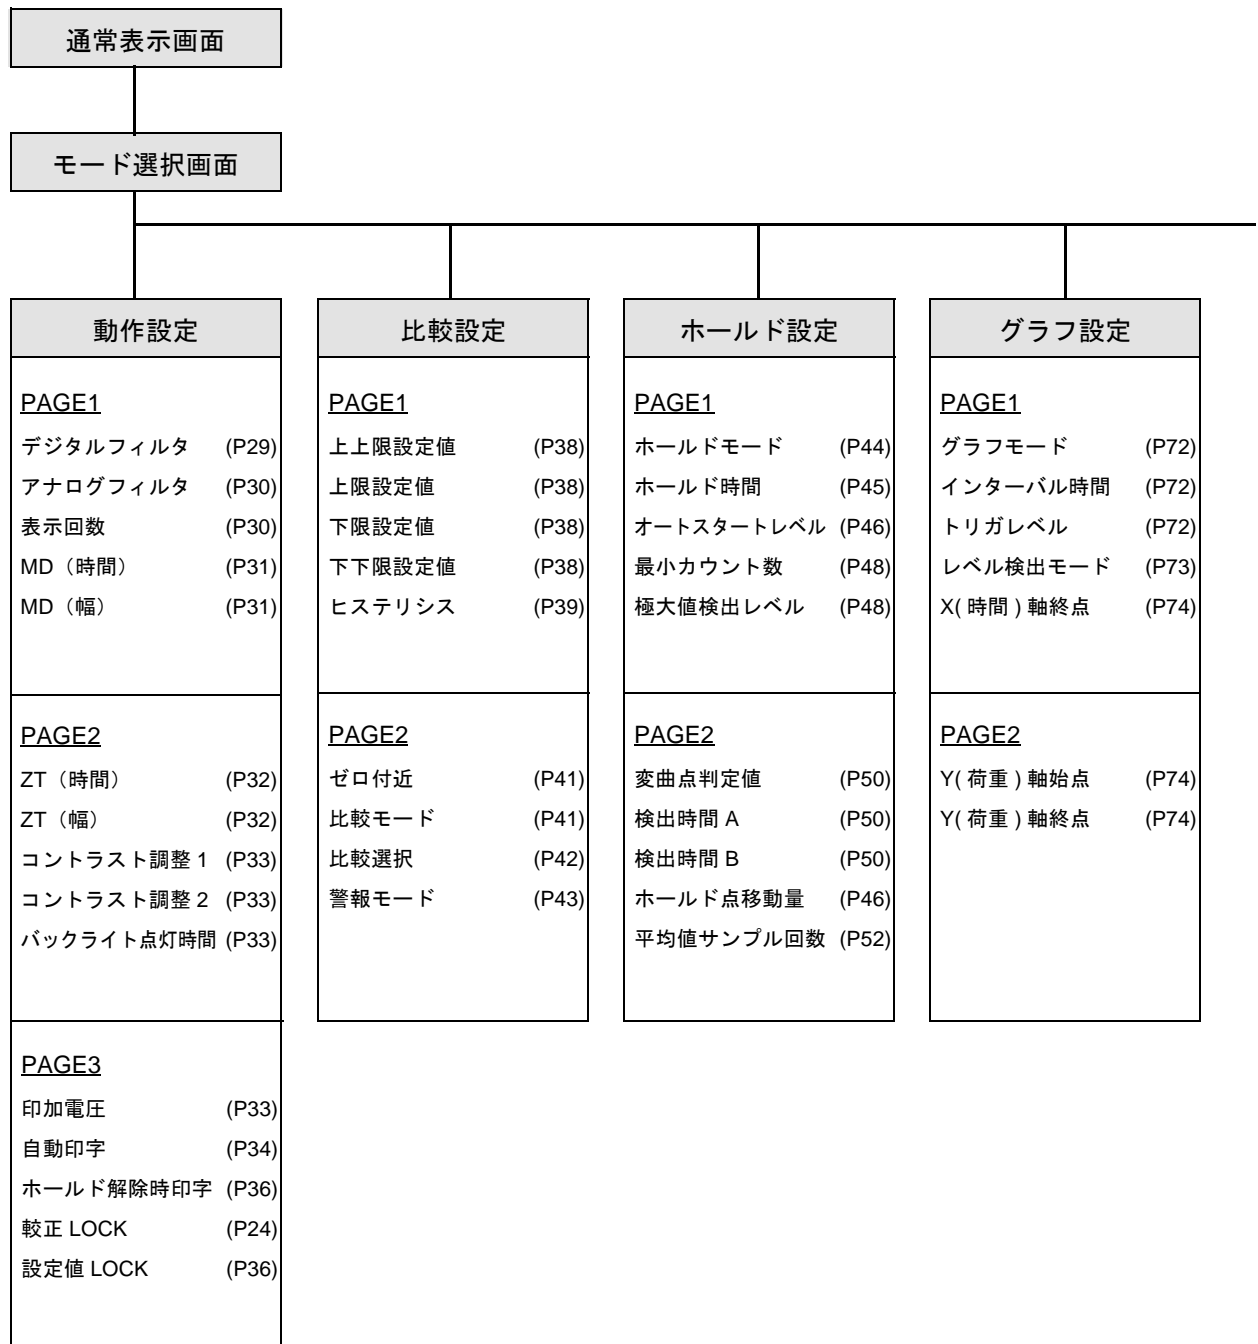 通常表示画面
モード選択画面
動作設定
PAGE1
デジタルフィルタ (P29)
アナログフィルタ (P30)
表示回数 (P30)
MD（時間） (P31)
MD（幅） (P31)
PAGE2
ZT（時間） (P32)
ZT（幅） (P32)
コントラスト調整 1 (P33)
コントラスト調整 2 (P33)
バックライト点灯時間 (P33)
PAGE3
印加電圧 (P33)
自動印字 (P34)
ホールド解除時印字 (P36)
較正 LOCK (P24)
設定値 LOCK (P36)
比較設定
PAGE1
上上限設定値 (P38)
上限設定値 (P38)
下限設定値 (P38)
下下限設定値 (P38)
ヒステリシス (P39)
PAGE2
ゼロ付近 (P41)
比較モード (P41)
比較選択 (P42)
警報モード (P43)
ホールド設定
PAGE1
ホールドモード (P44)
ホールド時間 (P45)
オートスタートレベル (P46)
最小カウント数 (P48)
極大値検出レベル (P48)
PAGE2
変曲点判定値 (P50)
検出時間 A (P50)
検出時間 B (P50)
ホールド点移動量 (P46)
平均値サンプル回数 (P52)
グラフ設定
PAGE1
グラフモード (P72)
インターバル時間 (P72)
トリガレベル (P72)
レベル検出モード (P73)
X( 時間 ) 軸終点 (P74)
PAGE2
Y( 荷重 ) 軸始点 (P74)
Y( 荷重 ) 軸終点 (P74)